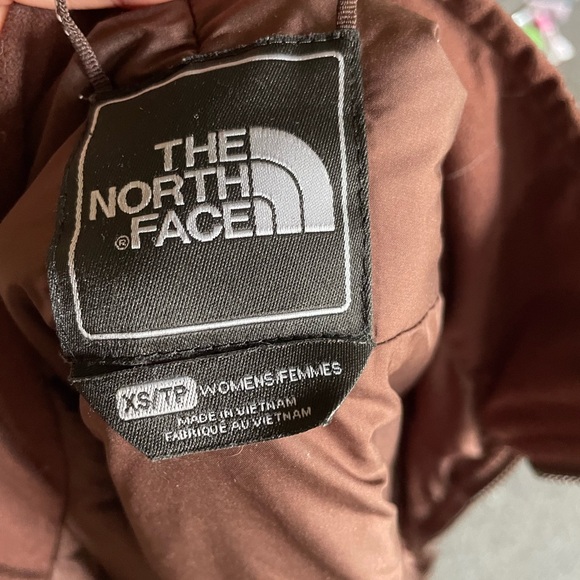 THE
NORTH
® FACE
XS/TP WOMENS/FEMMES
MADE IN VIETNAM
FABRIQUE AU VIETNAM